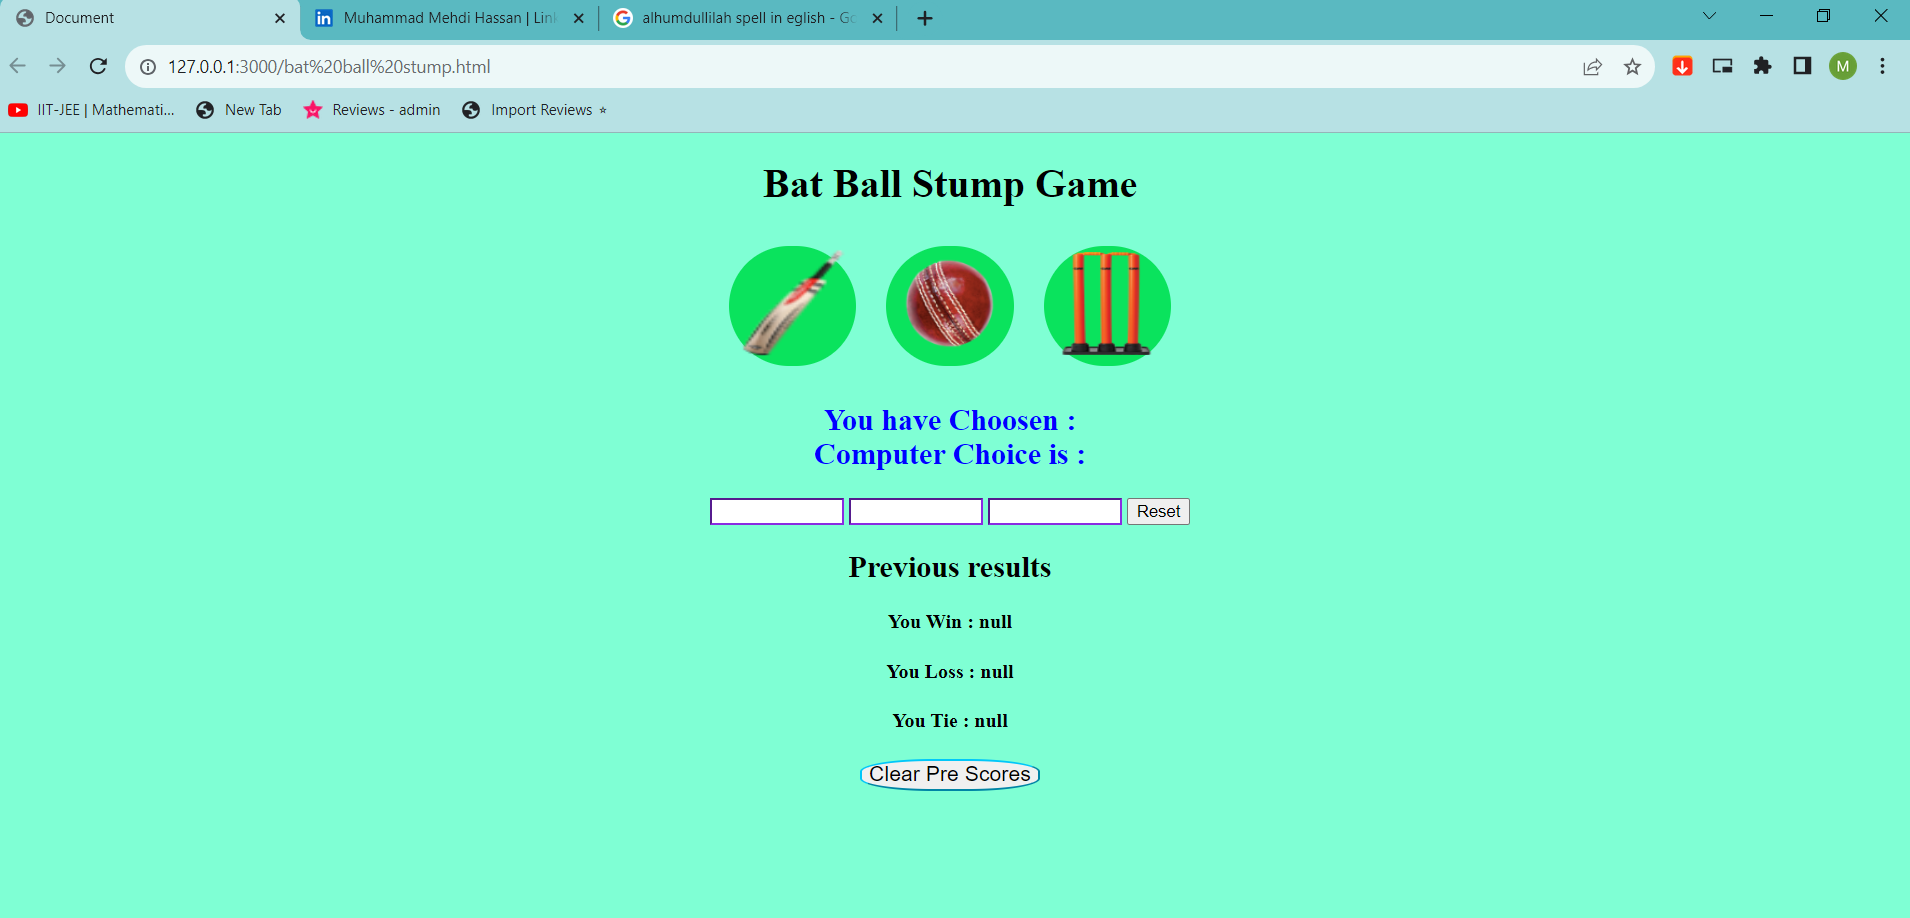 Document
Muhammad Mehdi Hassan | Link
alhumdullilah spell in eglish - Go
127.0.0.1:3000/bat%20ball%20stump.html
M
IIT-JEE | Mathemati...
New Tab
Reviews - admin
Import Reviews ⭐
Bat Ball Stump Game
You have Choosen :
Computer Choice is :
Reset
Previous results
You Win : null
You Loss : null
You Tie : null
Clear Pre Scores